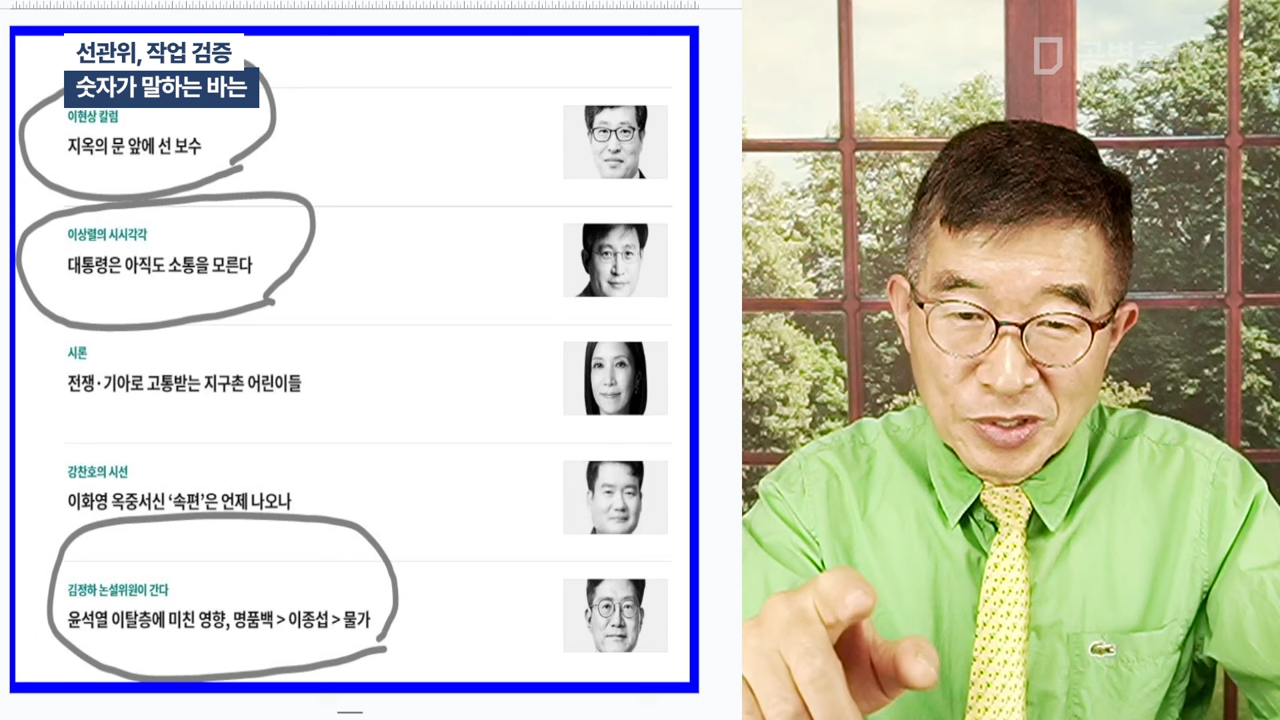 선관위, 작업 검증
숫자가 말하는 바는
이현상 칼럼
지옥의 문 앞에 선 보수
이상렬의 시시각각
대통령은 아직도 소통을 모른다
시론
전쟁·기아로 고통받는 지구촌 어린이들
강찬호의 시선
이화영 옥중서신 ‘속편’은 언제 나오나
김정하 논설위원이 간다
윤석열 이탈층에 미친 영향, 명품백 > 이종섭 > 물가